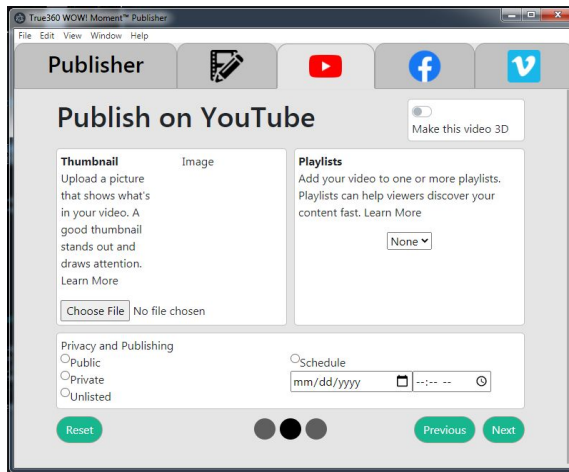 True360 WOW! Moment™ Publisher
File Edit View Window Help
Publisher
Publish on YouTube
Make this video 3D
Thumbnail
Image
Upload a picture
that shows what's
in your video. A
good thumbnail
stands out and
draws attention.
Learn More
Choose File No file chosen
Playlists
Add your video to one or more playlists.
Playlists can help viewers discover your
content fast. Learn More
None
Privacy and Publishing
Public
Private
Unlisted
Schedule
mm/dd/yyyy --:-- --
Reset
Previous
Next